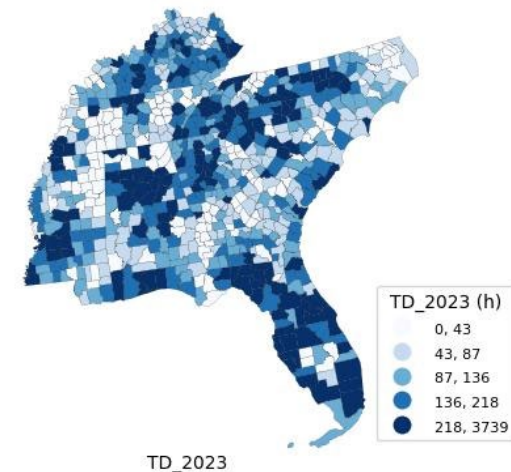 TD_2023 (h)
0, 43
43, 87
87, 136
136, 218
218, 3739
TD_2023